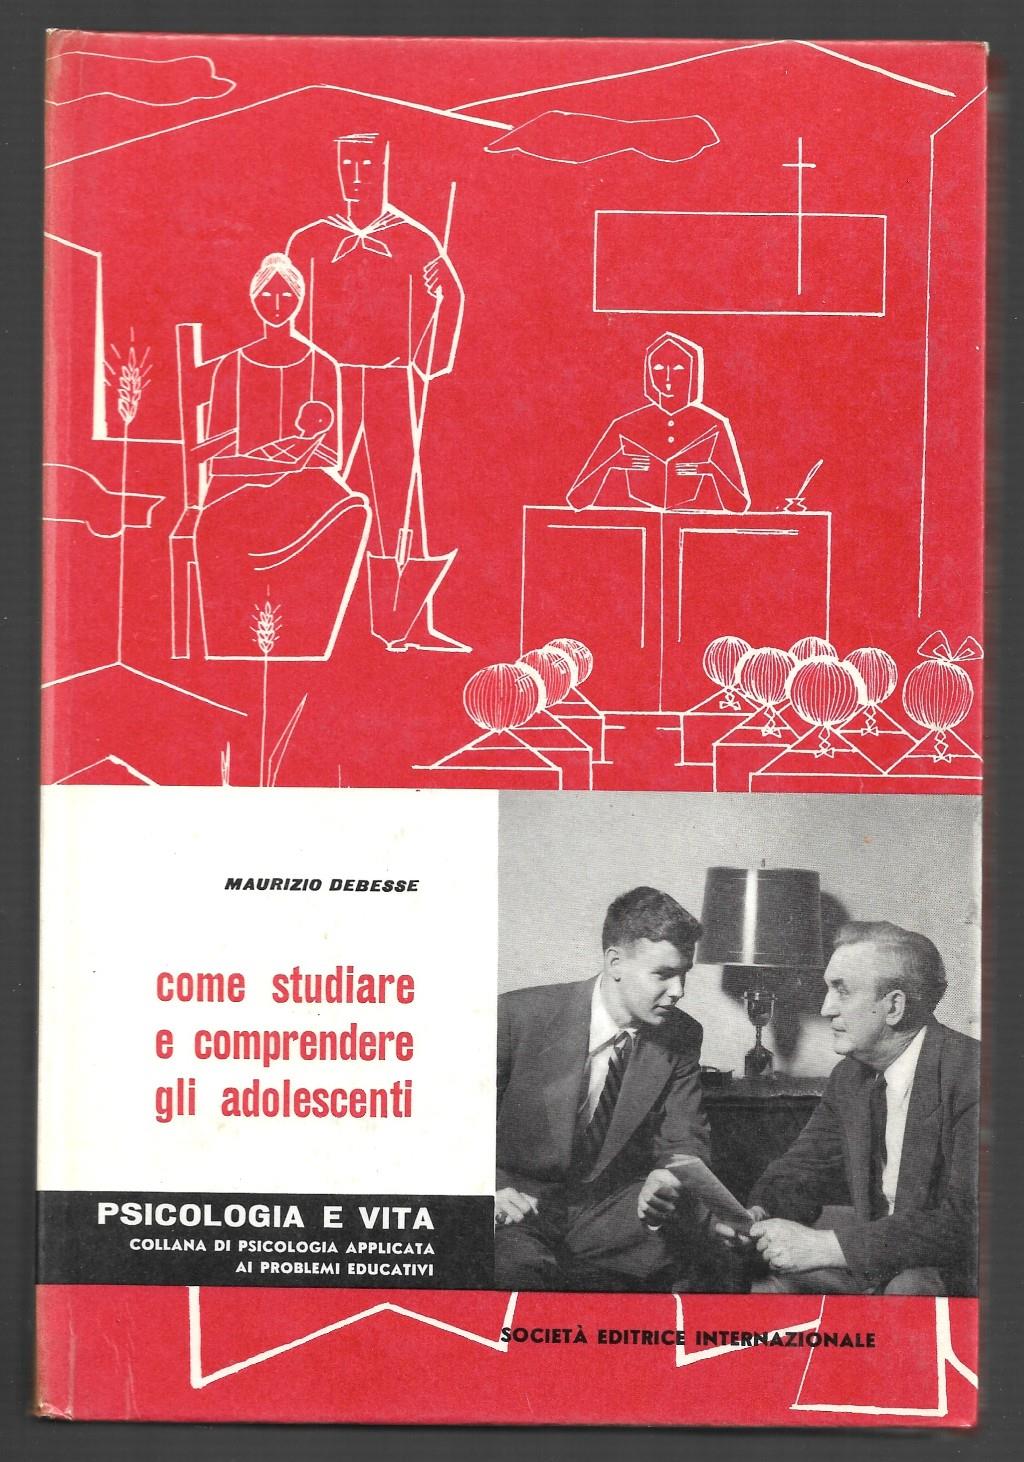 MAURIZIO DEBESSE
come studiare
e comprendere
gli adolescenti
PSICOLOGIA E VITA
COLLANA DI PSICOLOGIA APPLICATA
AI PROBLEMI EDUCATIVI
SOCIETÀ EDITRICE INTERNAZIONALE